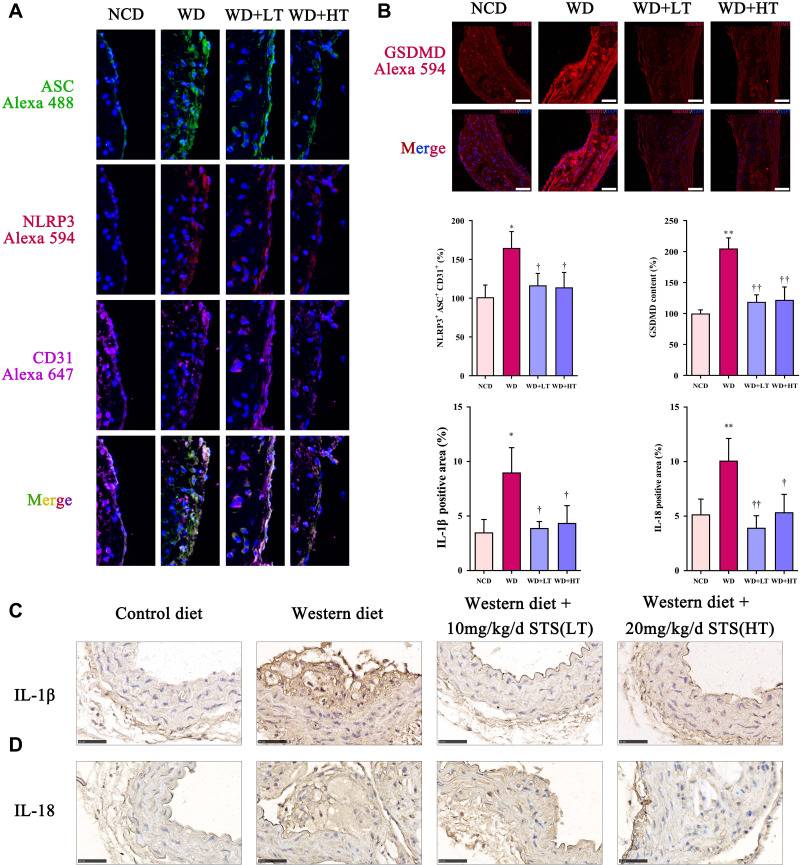 A
NCD WD WD+LT WD+HT
ASC
Alexa 488
NLRP3
Alexa 594
CD31
Alexa 647
Merge
B
NCD WD WD+LT WD+HT
GSDMD
Alexa 594
Merge
NLRP3+ ASC+ CD31+ (%)
200
150
100
50
0
*
†
†
NCD WD WD+LT WD+HT
GSDMD content (%)
250
200
150
100
50
0
**
††
††
NCD WD WD+LT WD+HT
IL-1β positive area (%)
15
10
5
0
*
†
†
NCD WD WD+LT WD+HT
IL-18 positive area (%)
15
10
5
0
**
††
†
NCD WD WD+LT WD+HT
C
Control diet
Western diet
Western diet +
10mg/kg/d STS(LT)
Western diet +
20mg/kg/d STS(HT)
IL-1β
D
IL-18